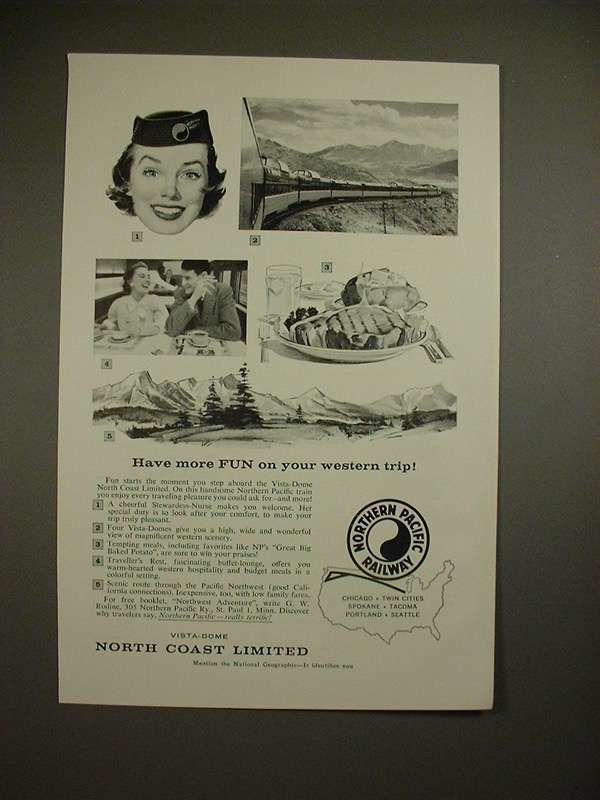 1
2
3
4
5
Have more FUN on your western trip!
Fun starts the moment you step aboard the Vista-Dome
North Coast Limited. On this handsome Northern Pacific train
you enjoy every traveling pleasure you could ask for—and more!
1 A cheerful Stewardess-Nurse makes you welcome. Her
special duty is to look after your comfort, to make your
trip truly pleasant.
2 Four Vista-Domes give you a high, wide and wonderful
view of magnificent western scenery.
3 Tempting meals, including favorites like NP's "Great Big
Baked Potato", are sure to win your praises!
4 Traveller's Rest, fascinating buffet-lounge, offers you
warm-hearted western hospitality and budget meals in a
colorful setting.
5 Scenic route through the Pacific Northwest (good Cali-
fornia connections). Inexpensive, too, with low family fares.
For free booklet, "Northwest Adventure", write G. W.
Rodine, 305 Northern Pacific Ry., St. Paul 1, Minn. Discover
why travelers say, Northern Pacific—really terrific!
NORTHERN PACIFIC
RAILWAY
CHICAGO • TWIN CITIES
SPOKANE • TACOMA
PORTLAND • SEATTLE
VISTA-DOME
NORTH COAST LIMITED
Mention the National Geographic—It identifies you